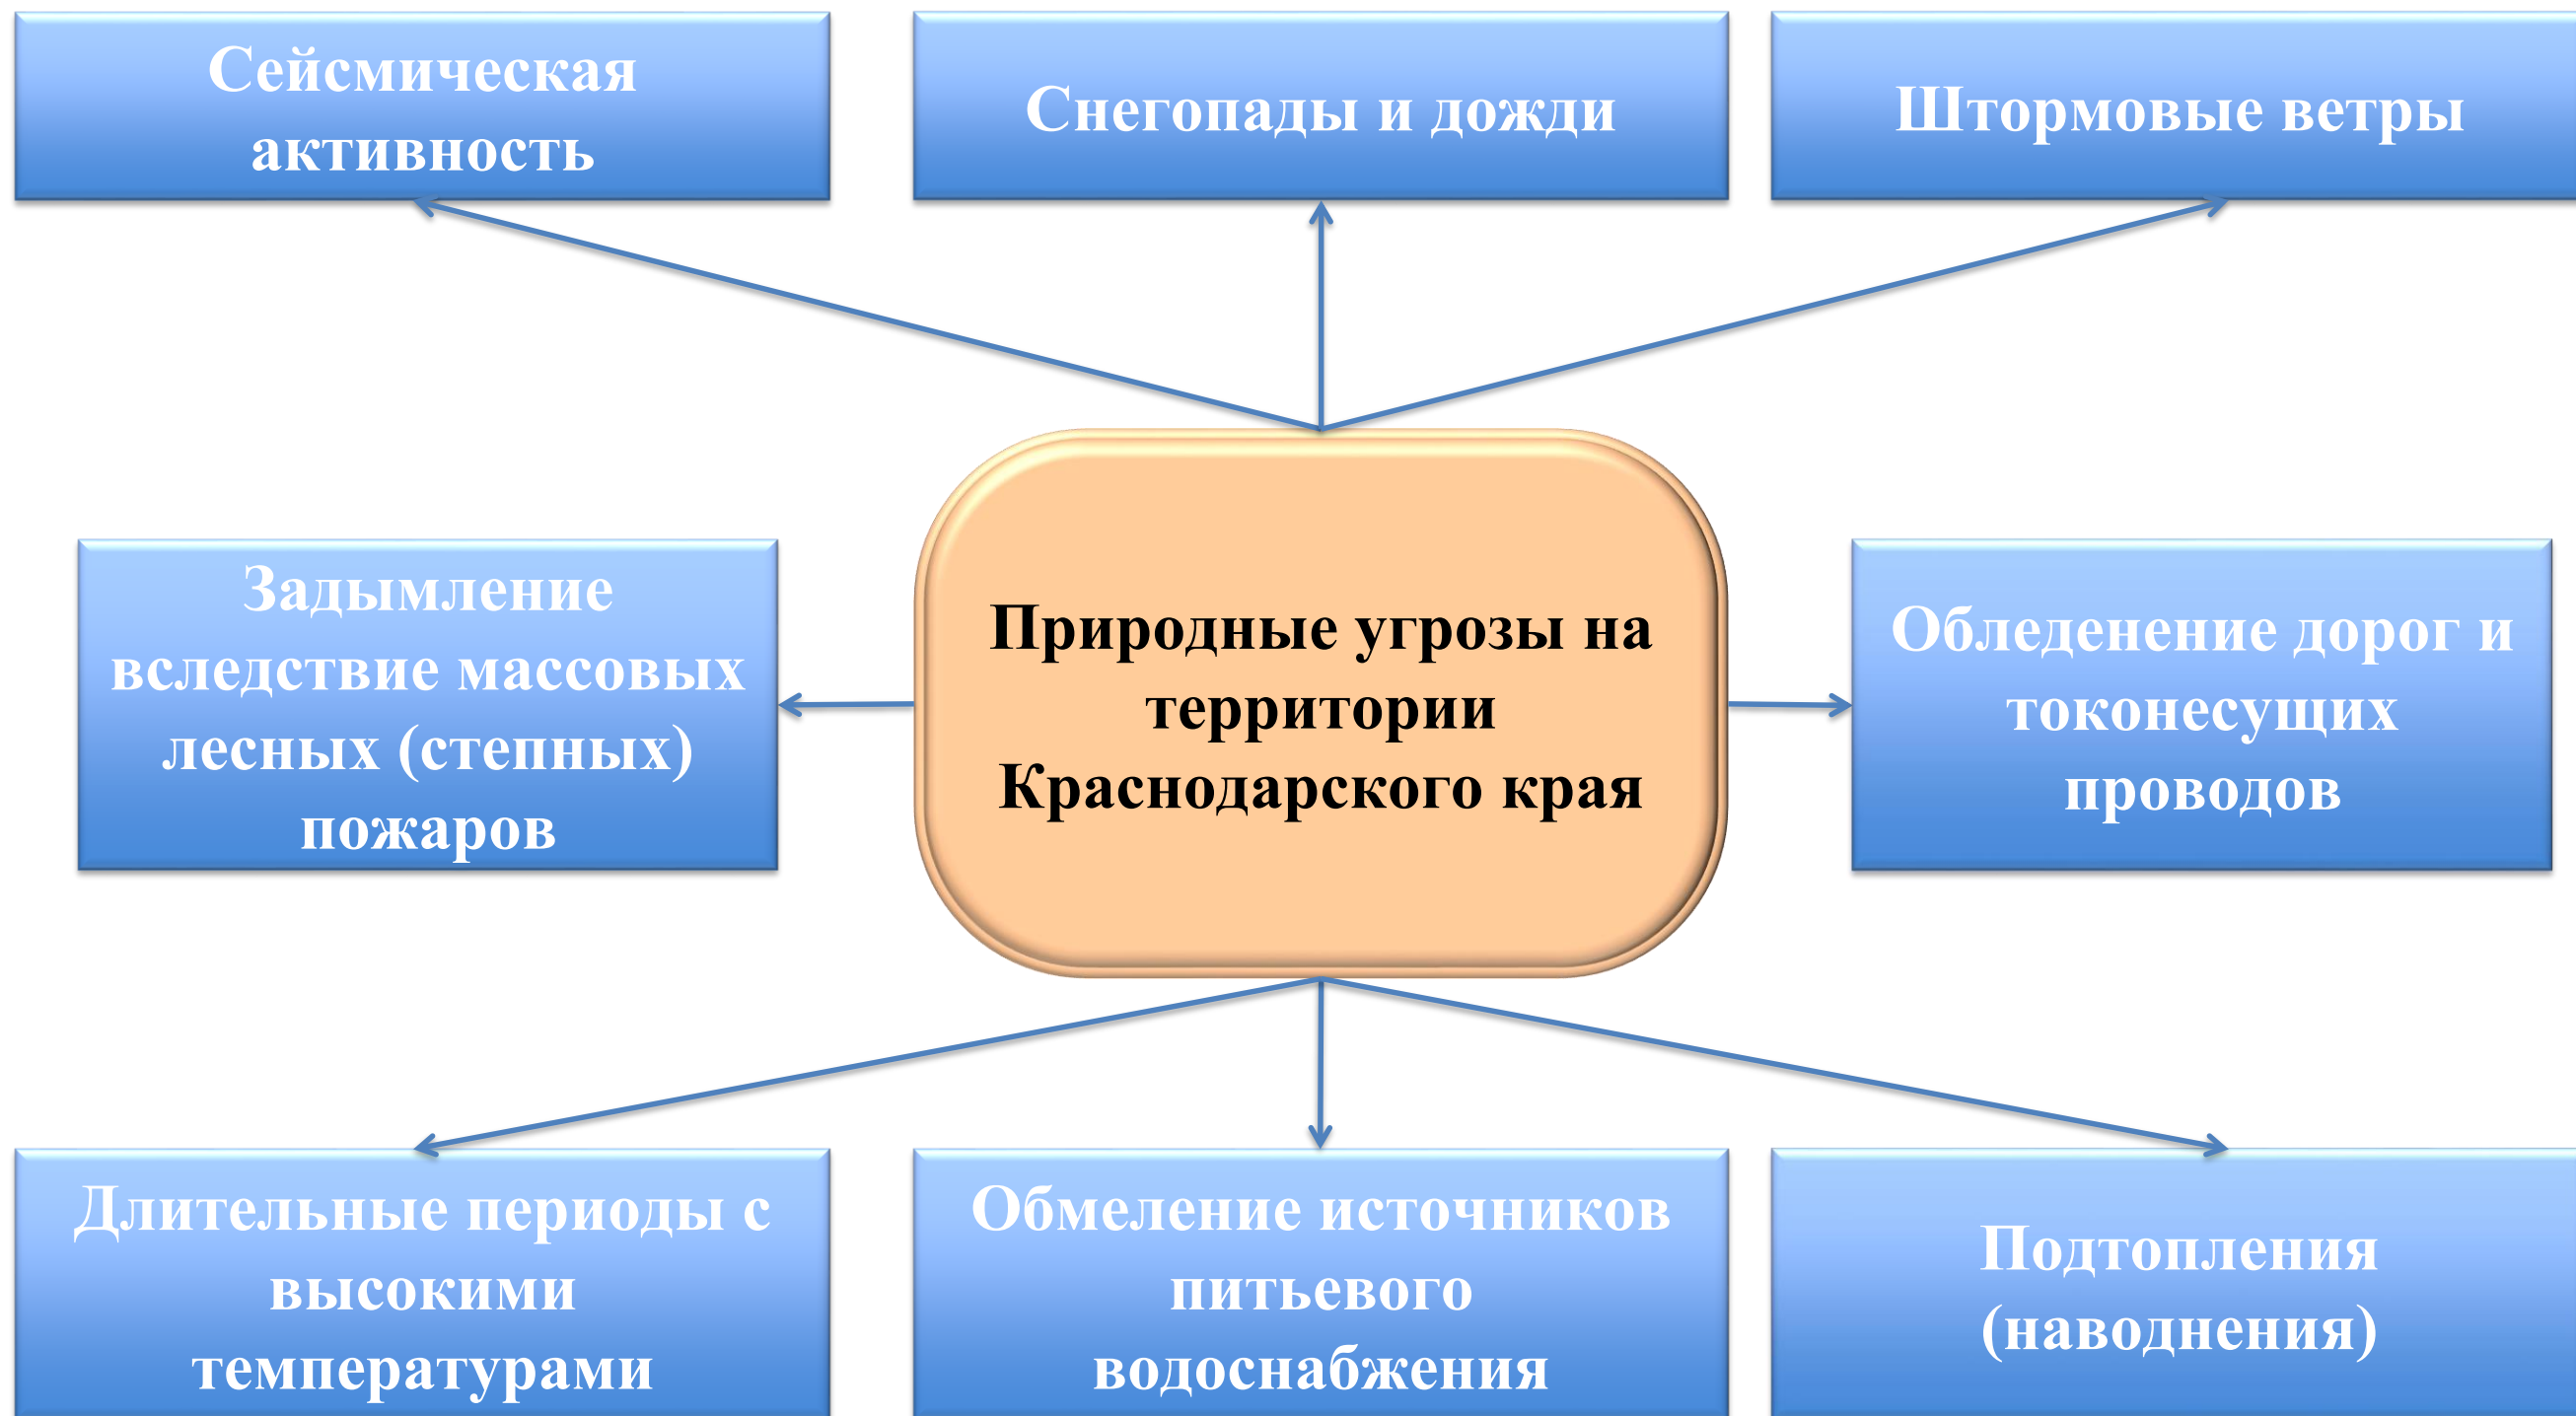 Сейсмическая
активность
Снегопады и дожди
Штормовые ветры
Задымление
вследствие массовых
лесных (степных)
пожаров
Природные угрозы на
территории
Краснодарского края
Обледенение дорог и
токонесущих
проводов
Длительные периоды с
высокими
температурами
Обмеление источников
питьевого
водоснабжения
Подтопления
(наводнения)